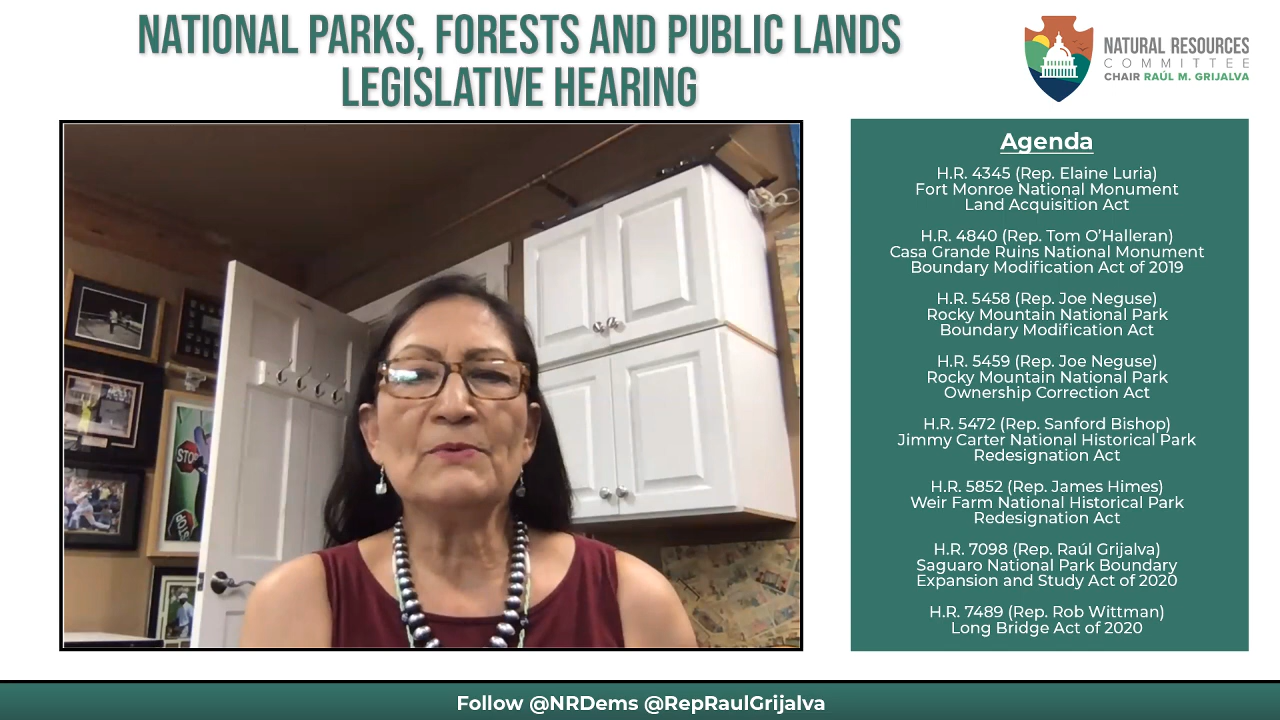 NATIONAL PARKS, FORESTS AND PUBLIC LANDS
LEGISLATIVE HEARING
NATURAL RESOURCES
COMMITTEE
CHAIR RAÚL M. GRIJALVA
Agenda
H.R. 4345 (Rep. Elaine Luria)
Fort Monroe National Monument
Land Acquisition Act
H.R. 4840 (Rep. Tom O’Halleran)
Casa Grande Ruins National Monument
Boundary Modification Act of 2019
H.R. 5458 (Rep. Joe Neguse)
Rocky Mountain National Park
Boundary Modification Act
H.R. 5459 (Rep. Joe Neguse)
Rocky Mountain National Park
Ownership Correction Act
H.R. 5472 (Rep. Sanford Bishop)
Jimmy Carter National Historical Park
Redesignation Act
H.R. 5852 (Rep. James Himes)
Weir Farm National Historical Park
Redesignation Act
H.R. 7098 (Rep. Raúl Grijalva)
Saguaro National Park Boundary
Expansion and Study Act of 2020
H.R. 7489 (Rep. Rob Wittman)
Long Bridge Act of 2020
STOP
STOP
Follow @NRDems @RepRaulGrijalva